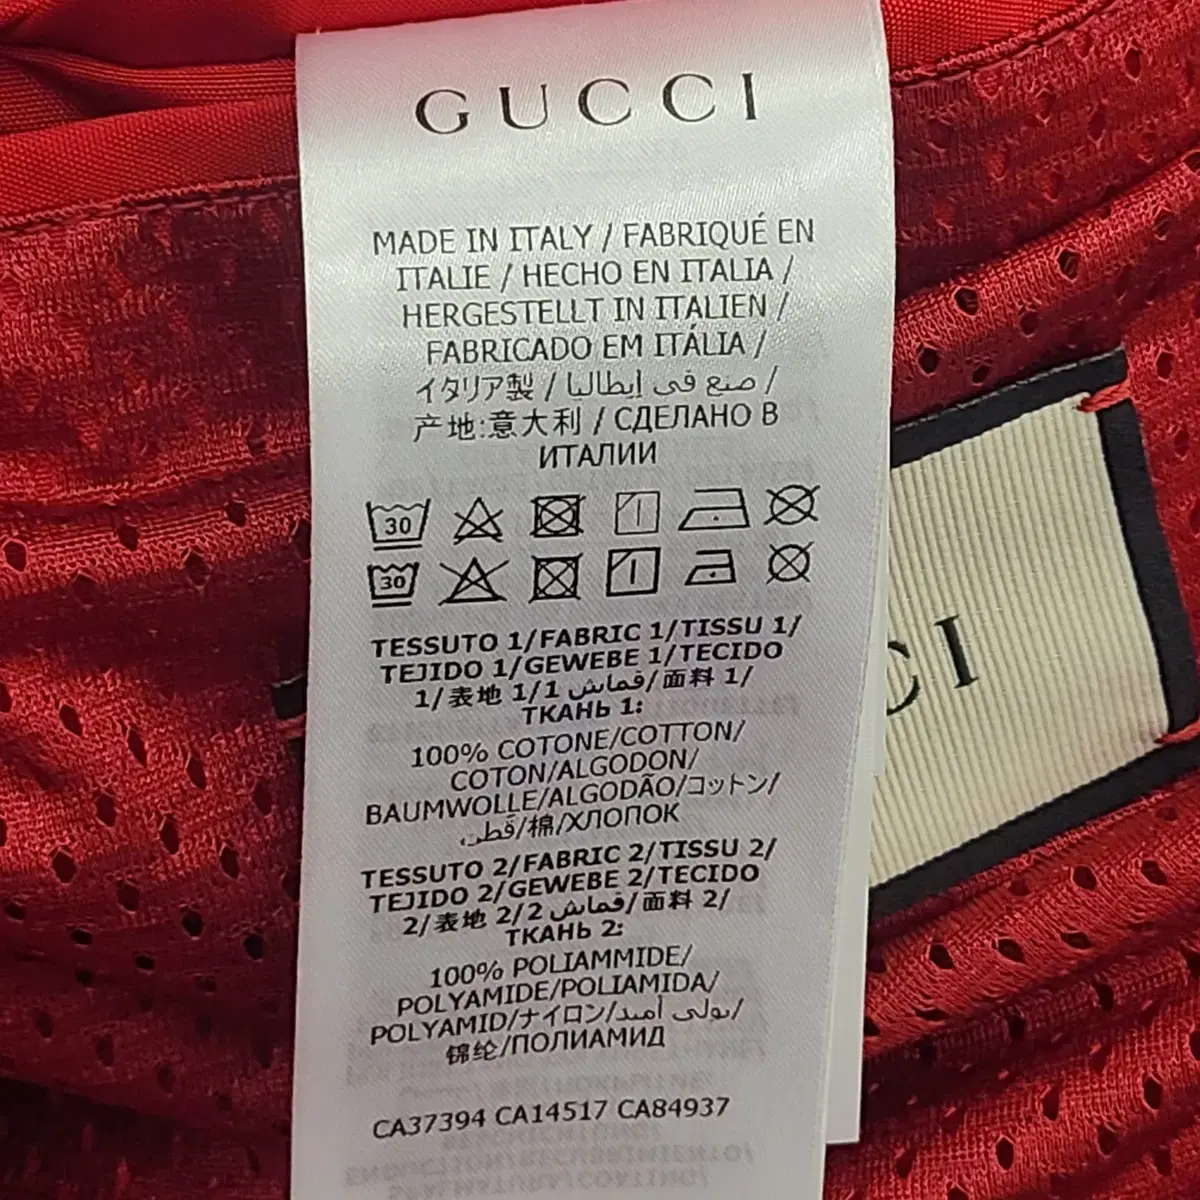 GUCCI
MADE IN ITALY / FABRIQUÉ EN
ITALIE / HECHO EN ITALIA /
HERGESTELLT IN ITALIEN /
FABRICADO EM ITÁLIA /
イタリア製 / صنع في إيطاليا /
产地:意大利 / СДЕЛАНО В
ИТАЛИИ
30
30
TESSUTO 1/FABRIC 1/TISSU 1/
TEJIDO 1/GEWEBE 1/TECIDO
1/表地 1/1 قماش/面料 1/
ТКАНЬ 1:
100% COTONE/COTTON/
COTON/ALGODON/
BAUMWOLLE/ALGODÃO/コットン/
قطن/棉/ХЛОПОК
TESSUTO 2/FABRIC 2/TISSU 2/
TEJIDO 2/GEWEBE 2/TECIDO
2/表地 2/2 قماش/面料 2/
ТКАНЬ 2:
100% POLIAMMIDE/
POLYAMIDE/POLIAMIDA/
POLYAMID/ナイロン/بولي أميد/
锦纶/ПОЛИАМИД
CA37394 CA14517 CA84937
CI